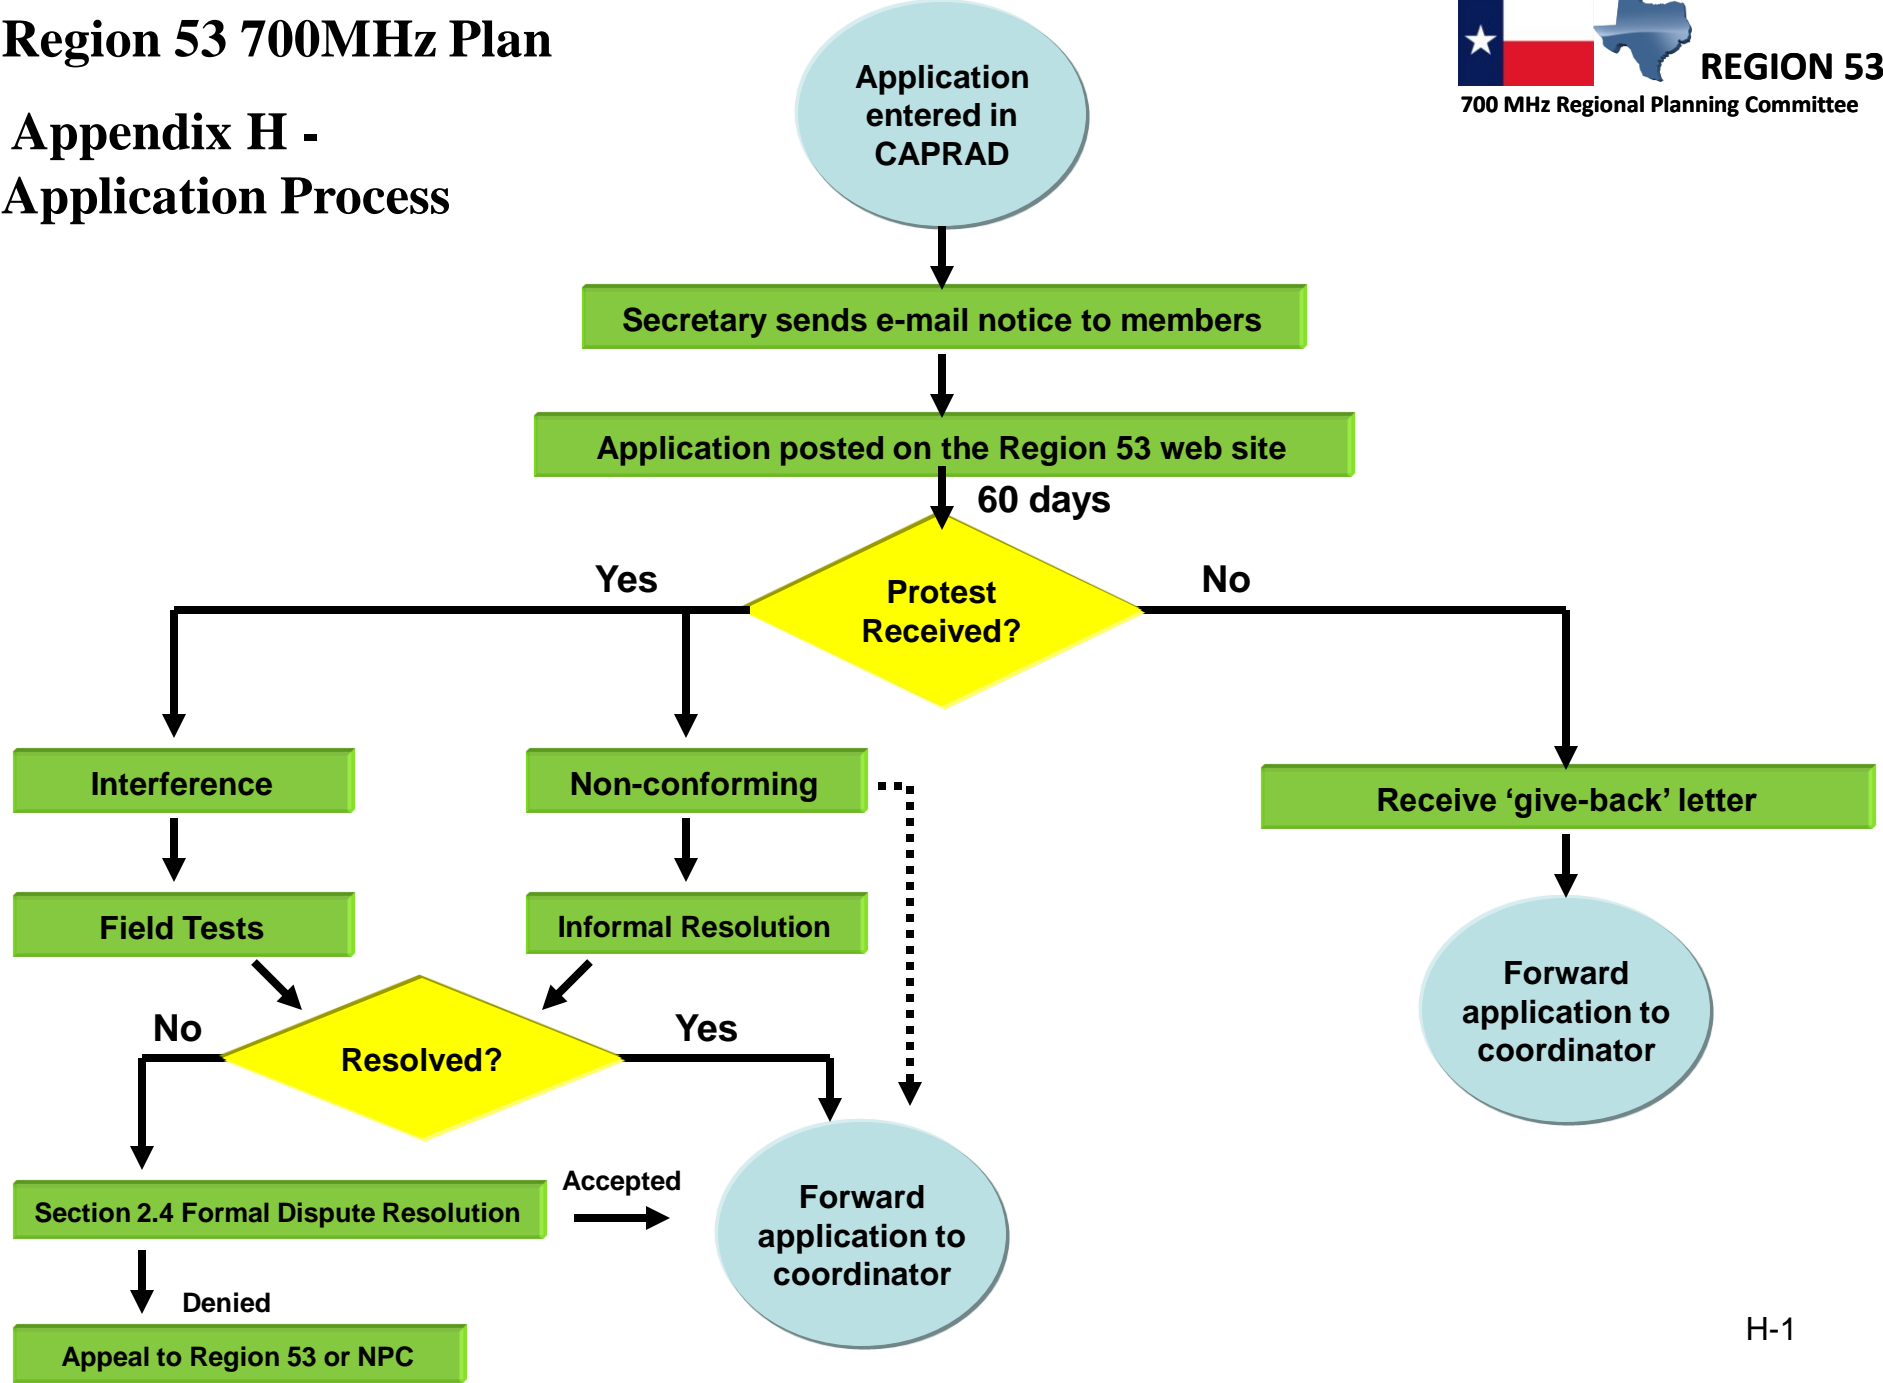 Region 53 700MHz Plan
Appendix H -
Application Process
REGION 53
700 MHz Regional Planning Committee
Application
entered in
CAPRAD
Secretary sends e-mail notice to members
Application posted on the Region 53 web site
60 days
Yes
Protest
Received?
No
Interference
Non-conforming
Receive ‘give-back’ letter
Field Tests
Informal Resolution
Forward
application to
coordinator
No
Resolved?
Yes
Section 2.4 Formal Dispute Resolution
Accepted
Forward
application to
coordinator
Denied
Appeal to Region 53 or NPC
H-1